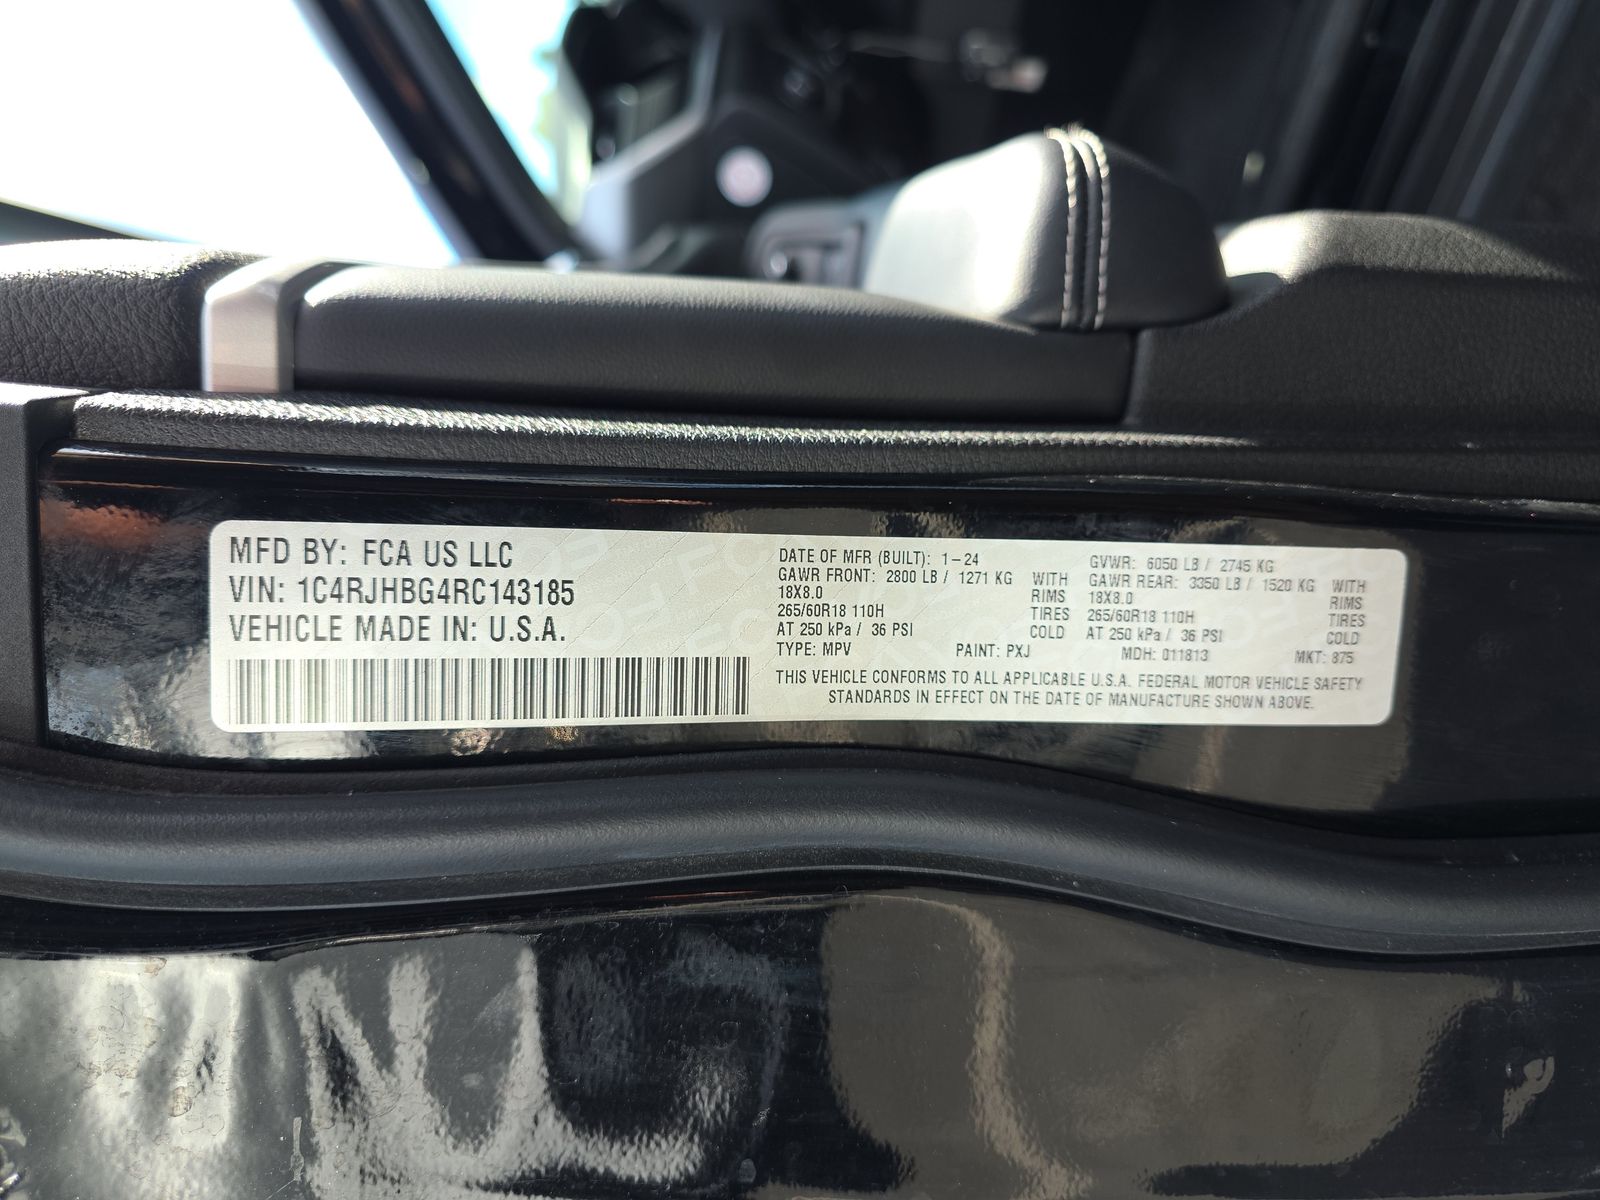 MFD BY: FCA US LLC
VIN: 1C4RJHBG4RC143185
VEHICLE MADE IN: U.S.A.
DATE OF MFR (BUILT): 1-24 GVWR: 6050 LB / 2745 KG
GAWR FRONT: 2800 LB / 1271 KG WITH GAWR REAR: 3350 LB / 1520 KG WITH
18X8.0 RIMS 18X8.0 RIMS
265/60R18 110H TIRES 265/60R18 110H TIRES
AT 250 kPa / 36 PSI COLD AT 250 kPa / 36 PSI COLD
TYPE: MPV PAINT: PXJ MDH: 011813 MKT: 875
THIS VEHICLE CONFORMS TO ALL APPLICABLE U.S.A. FEDERAL MOTOR VEHICLE SAFETY
STANDARDS IN EFFECT ON THE DATE OF MANUFACTURE SHOWN ABOVE.